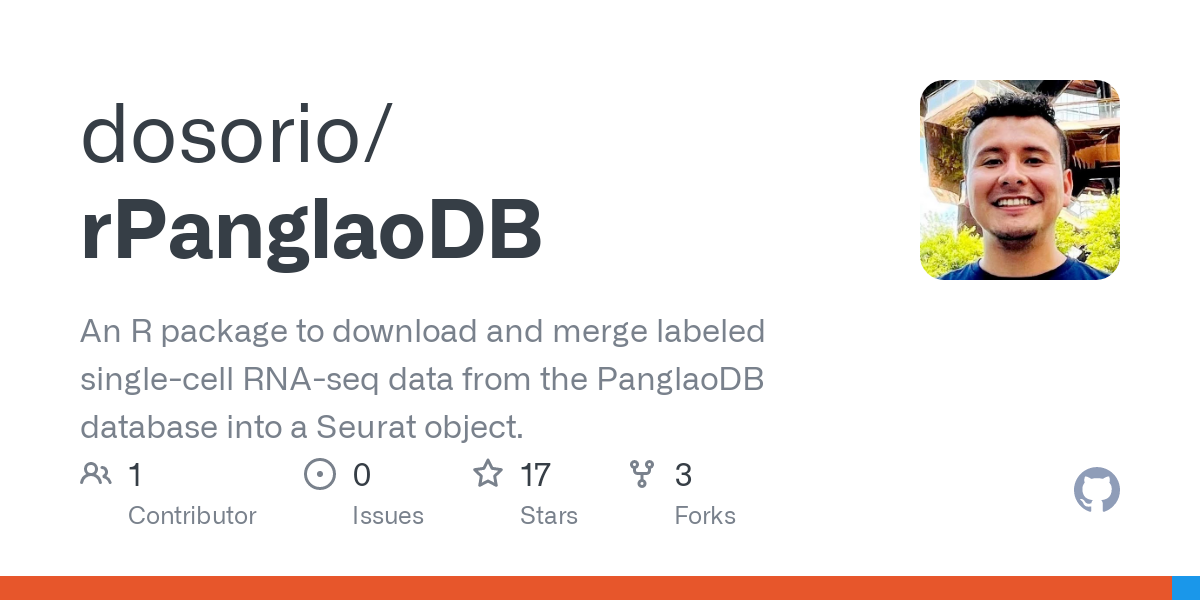 dosorio/
rPanglaoDB
An R package to download and merge labeled
single-cell RNA-seq data from the PanglaoDB
database into a Seurat object.
1
Contributor
0
Issues
17
Stars
3
Forks